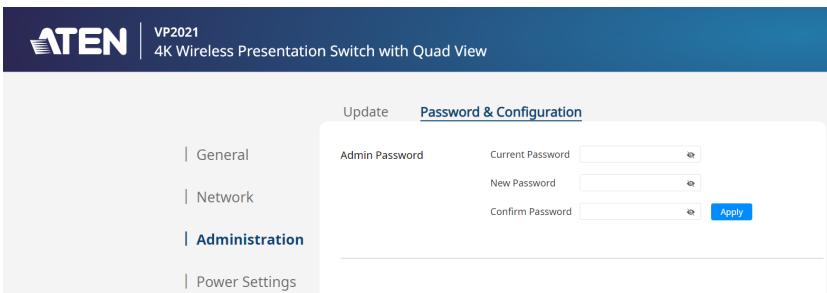 ATEN
VP2021
4K Wireless Presentation Switch with Quad View
Update Password & Configuration
General
Network
Administration
Power Settings
Admin Password
Current Password
New Password
Confirm Password
Apply